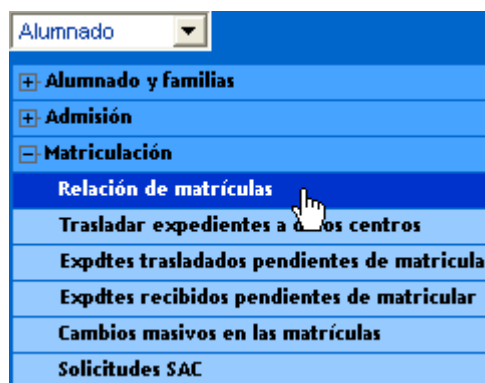 Alumnado
Alumnado y familias
Admisión
Matriculación
Relación de matrículas
Trasladar expedientes a centros
Expdtes trasladados pendientes de matricula
Expdtes recibidos pendientes de matricular
Cambios masivos en las matrículas
Solicitudes SAC